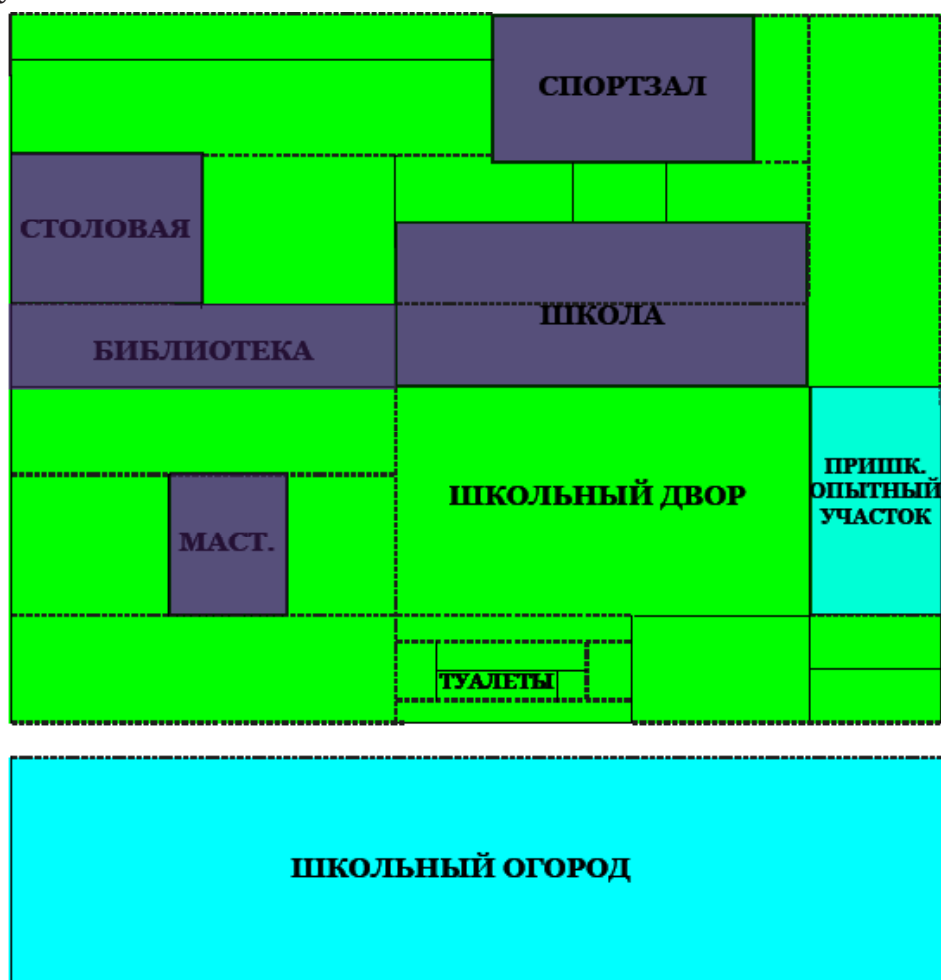 СПОРТЗАЛ
СТОЛОВАЯ
ШКОЛА
БИБЛИОТЕКА
ПРИШК.
ОПЫТНЫЙ
УЧАСТОК
ШКОЛЬНЫЙ ДВОР
МАСТ.
ТУАЛЕТЫ
ШКОЛЬНЫЙ ОГОРОД